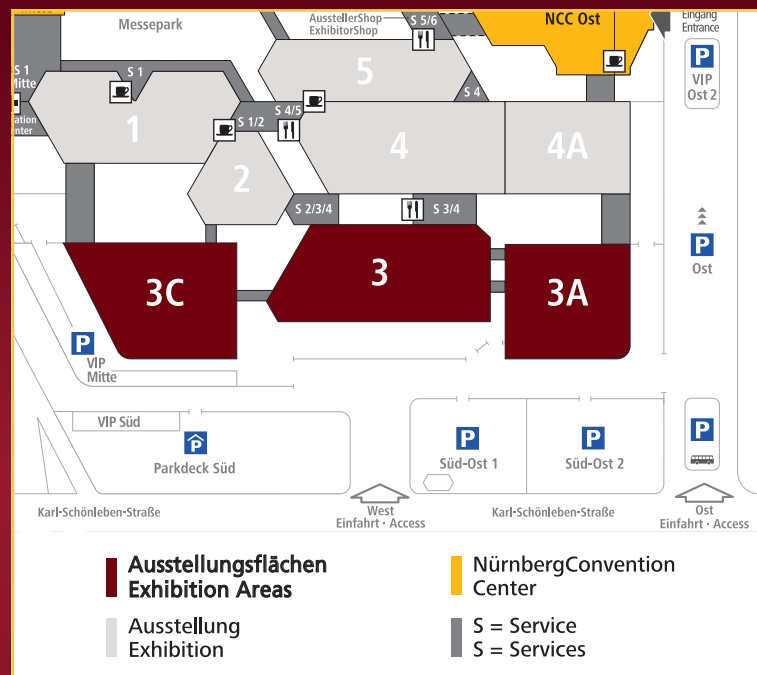 Messepark
AusstellerShop
ExhibitorShop
S 5/6
NCC Ost
Eingang
Entrance
P
VIP
Ost 2
S 1
Mitte
S 1
5
S 4
S 4/5
S 1/2
1
4
4A
2
S 2/3/4
S 3/4
P
Ost
3C
3
3A
P
VIP
Mitte
VIP Süd
P
Parkdeck Süd
P
Süd-Ost 1
P
Süd-Ost 2
P
Karl-Schönleben-Straße
West
Einfahrt · Access
Karl-Schönleben-Straße
Ost
Einfahrt · Access
Ausstellungsflächen
Exhibition Areas
NürnbergConvention
Center
Ausstellung
Exhibition
S = Service
S = Services